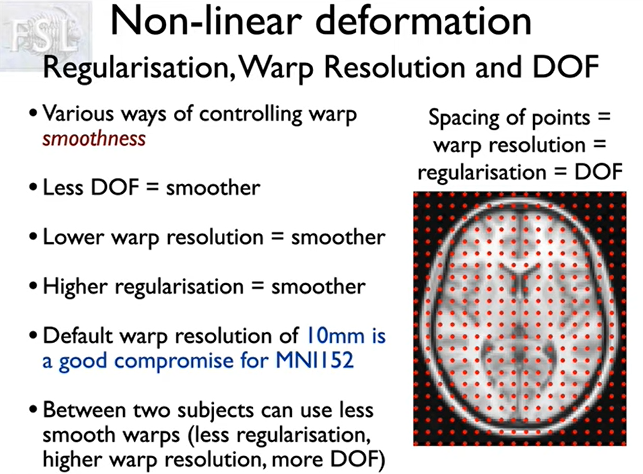 FSL
Non-linear deformation
Regularisation, Warp Resolution and DOF
• Various ways of controlling warp
smoothness
• Less DOF = smoother
• Lower warp resolution = smoother
• Higher regularisation = smoother
• Default warp resolution of 10mm is
a good compromise for MNI152
• Between two subjects can use less
smooth warps (less regularisation,
higher warp resolution, more DOF)
Spacing of points =
warp resolution =
regularisation = DOF